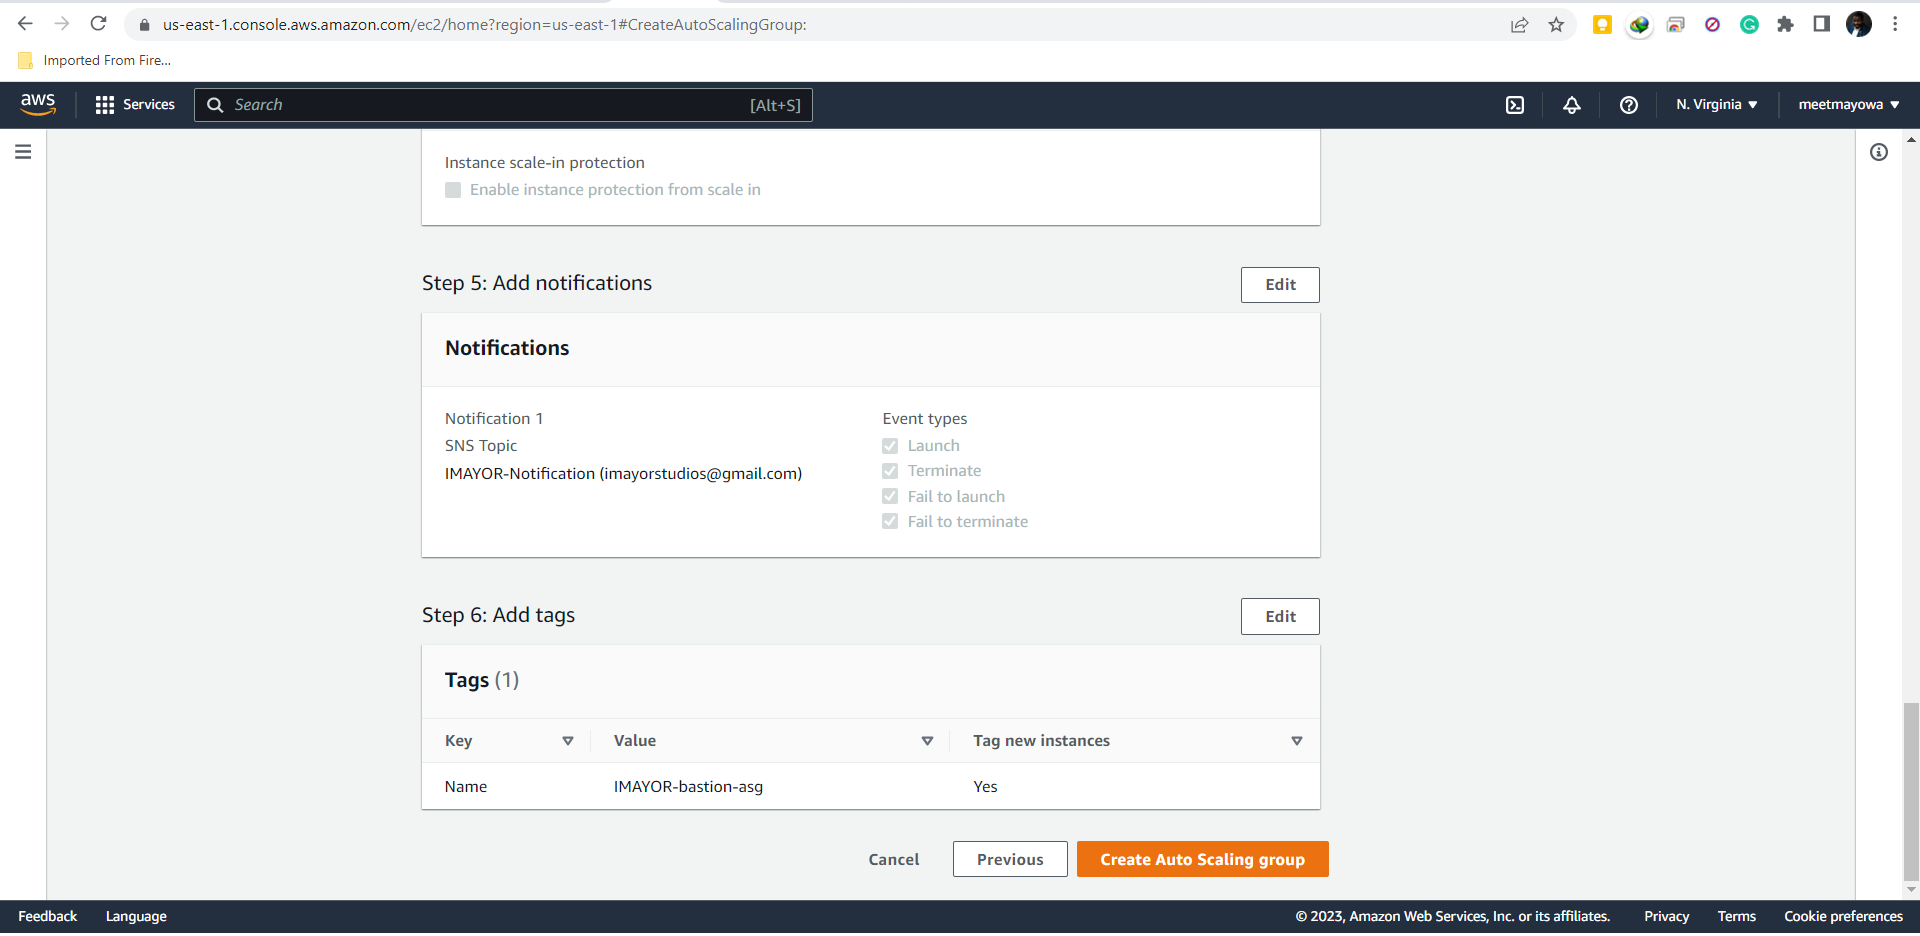 us-east-1.console.aws.amazon.com/ec2/home?region=us-east-1#CreateAutoScalingGroup:
Imported From Fire...
aws Services Search [Alt+S] N. Virginia meetmayowa
Instance scale-in protection
Enable instance protection from scale in
Step 5: Add notifications Edit
Notifications
Notification 1 Event types
SNS Topic Launch
IMAYOR-Notification (imayorstudios@gmail.com) Terminate
Fail to launch
Fail to terminate
Step 6: Add tags Edit
Tags (1)
Key Value Tag new instances
Name IMAYOR-bastion-asg Yes
Cancel Previous Create Auto Scaling group
Feedback Language © 2023, Amazon Web Services, Inc. or its affiliates. Privacy Terms Cookie preferences